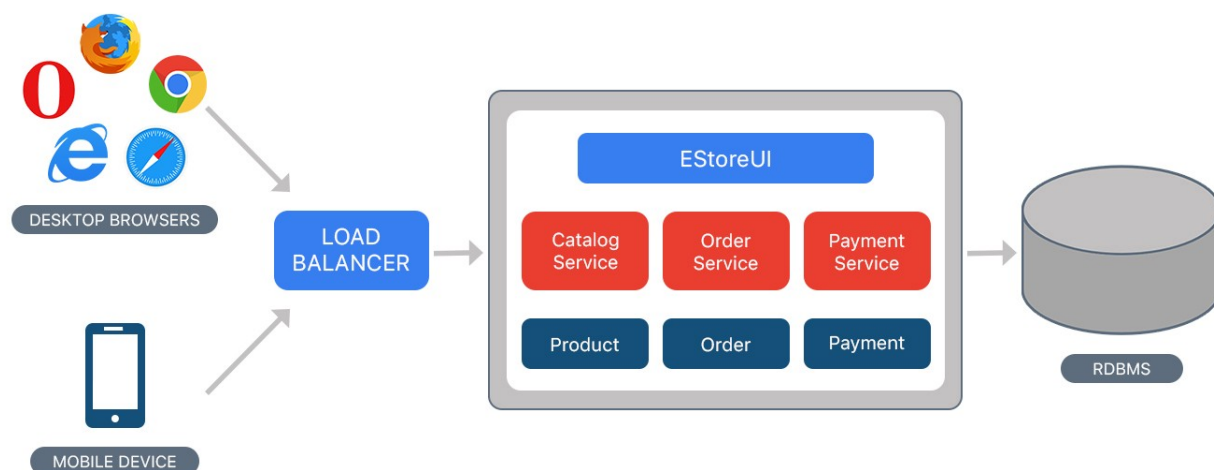 DESKTOP BROWSERS
LOAD
BALANCER
MOBILE DEVICE
EStoreUI
Catalog
Service
Order
Service
Payment
Service
Product
Order
Payment
RDBMS